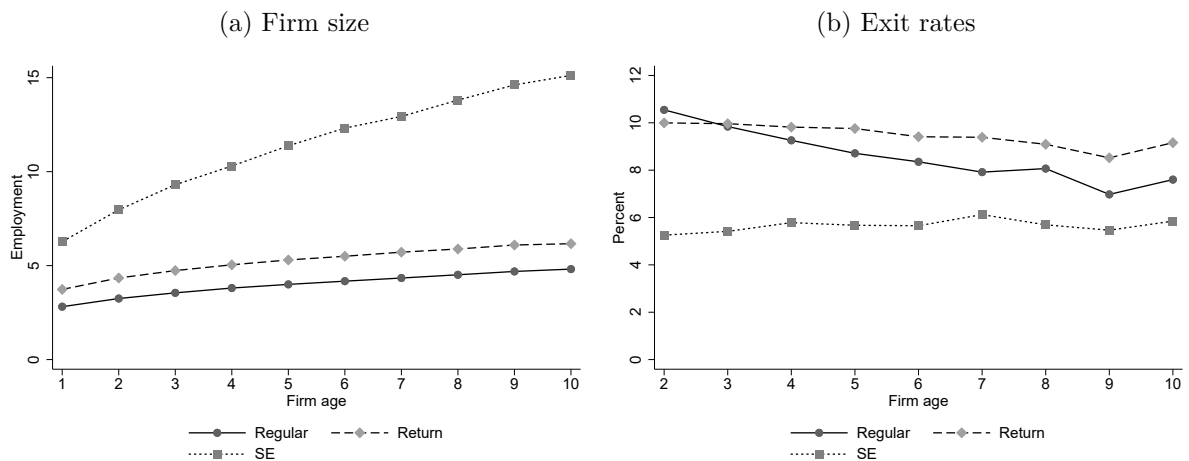 (a) Firm size
Employment
15
10
5
0
1 2 3 4 5 6 7 8 9 10
Firm age
Regular Return
SE
(b) Exit rates
Percent
12
10
8
6
4
2
0
2 3 4 5 6 7 8 9 10
Firm age
Regular Return
SE